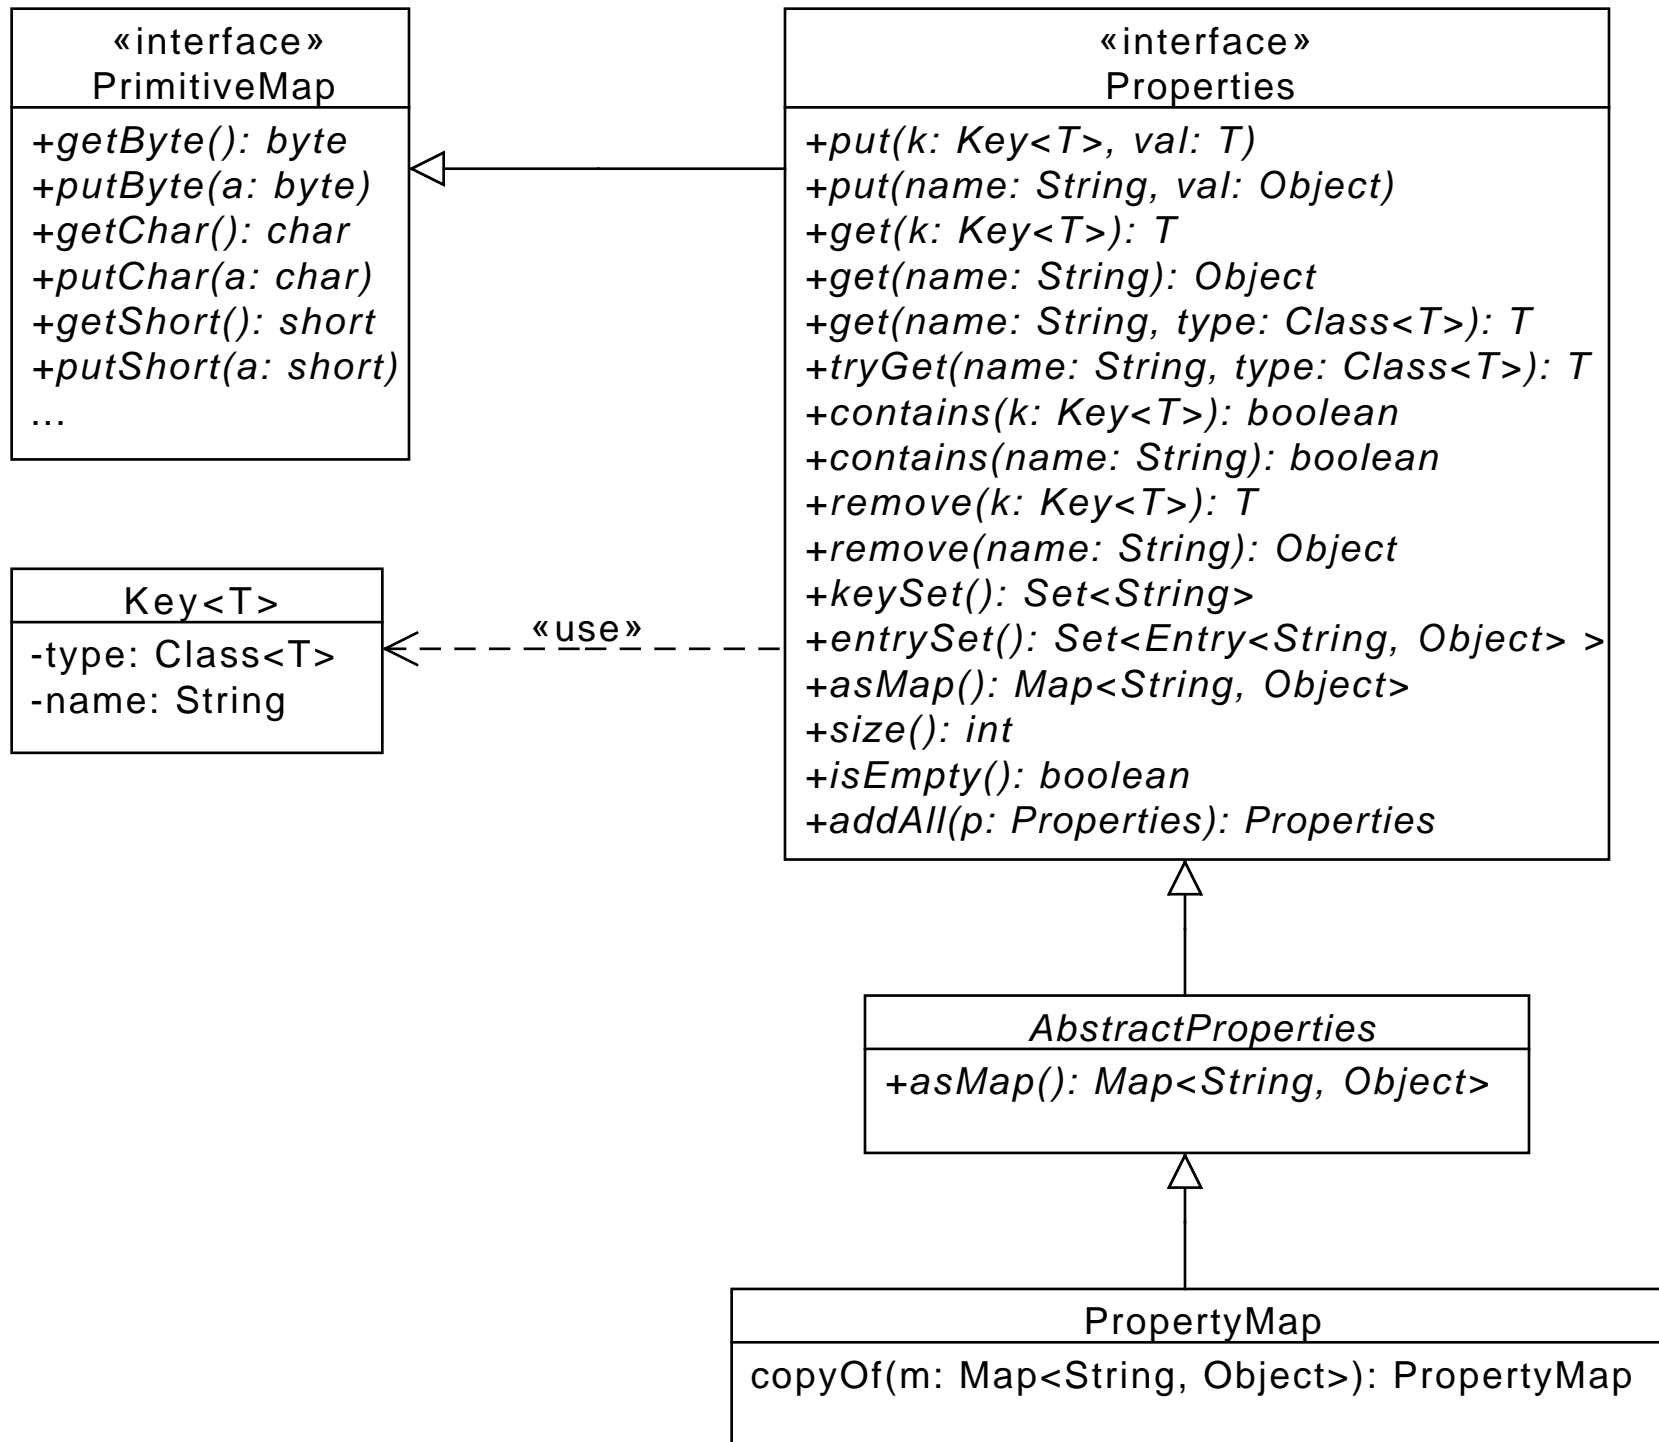 «interface»
PrimitiveMap
+getByte(): byte
+putByte(a: byte)
+getChar(): char
+putChar(a: char)
+getShort(): short
+putShort(a: short)
...
«interface»
Properties
+put(k: Key<T>, val: T)
+put(name: String, val: Object)
+get(k: Key<T>): T
+get(name: String): Object
+get(name: String, type: Class<T>): T
+tryGet(name: String, type: Class<T>): T
+contains(k: Key<T>): boolean
+contains(name: String): boolean
+remove(k: Key<T>): T
+remove(name: String): Object
+keySet(): Set<String>
+entrySet(): Set<Entry<String, Object> >
+asMap(): Map<String, Object>
+size(): int
+isEmpty(): boolean
+addAll(p: Properties): Properties
Key<T>
-type: Class<T>
-name: String
«use»
AbstractProperties
+asMap(): Map<String, Object>
PropertyMap
copyOf(m: Map<String, Object>): PropertyMap